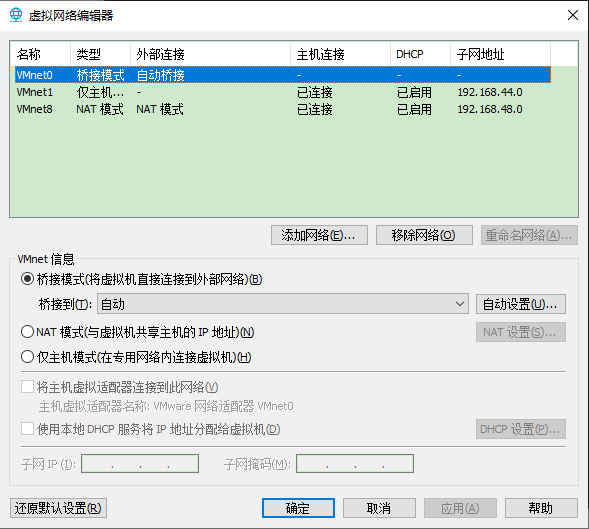 虚拟网络编辑器
名称 类型 外部连接 主机连接 DHCP 子网地址
VMnet0 桥接模式 自动桥接 - - -
VMnet1 仅主机... - 已连接 已启用 192.168.44.0
VMnet8 NAT 模式 NAT 模式 已连接 已启用 192.168.48.0
添加网络(E)... 移除网络(O) 重命名网络(A)...
VMnet 信息
桥接模式(将虚拟机直接连接到外部网络)(B)
桥接到(T): 自动 自动设置(U)...
NAT 模式(与虚拟机共享主机的 IP 地址)(N) NAT 设置(S)...
仅主机模式(在专用网络内连接虚拟机)(H)
将主机虚拟适配器连接到此网络(V)
主机虚拟适配器名称: VMware 网络适配器 VMnet0
使用本地 DHCP 服务将 IP 地址分配给虚拟机(D) DHCP 设置(P)...
子网 IP (I): . . . 子网掩码(M): . . .
还原默认设置(R) 确定 取消 应用(A) 帮助